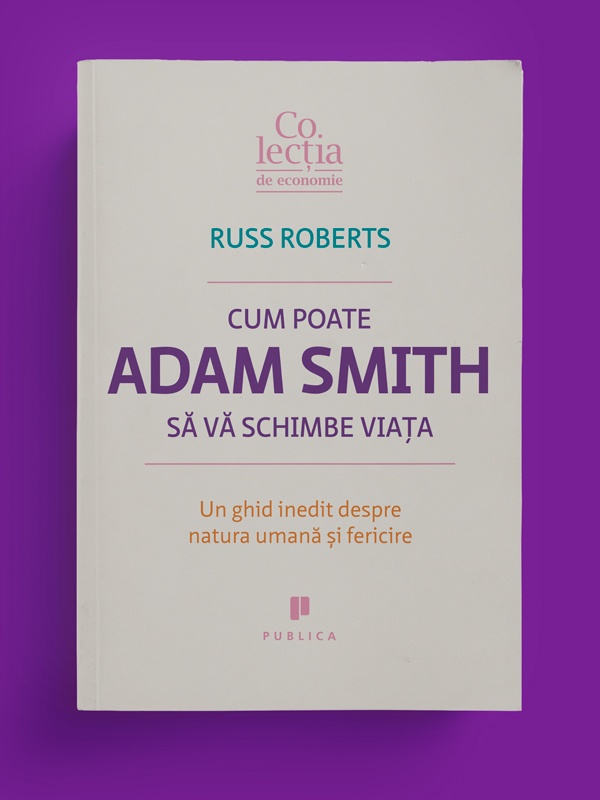 Co.
lecția
de economie
RUSS ROBERTS
CUM POATE
ADAM SMITH
SĂ VĂ SCHIMBE VIAȚA
Un ghid inedit despre
natura umană și fericire
PUBLICA